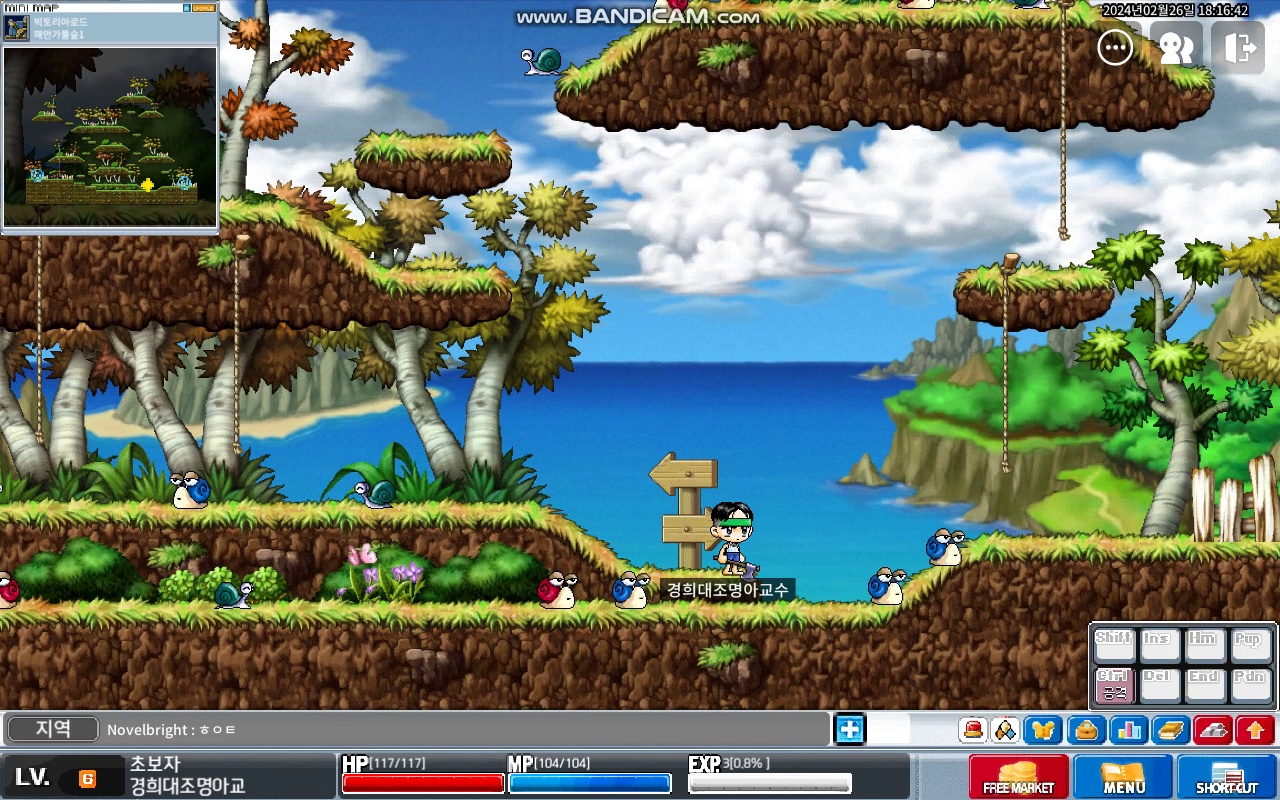 MINI MAP
빅토리아로드
해안가풀숲1
www.BANDICAM.com
2024년02월26일 18:16:42
경희대조명아교수
Shift Ins Hm Pup
Ctrl Del End Pdn
공격
지역 Novelbright : ㅎㅇㅌ
LV. 6
초보자
경희대조명아교
HP[117/117] MP[104/104] EXP 3[0.8% ]
FREE MARKET MENU SHORTCUT